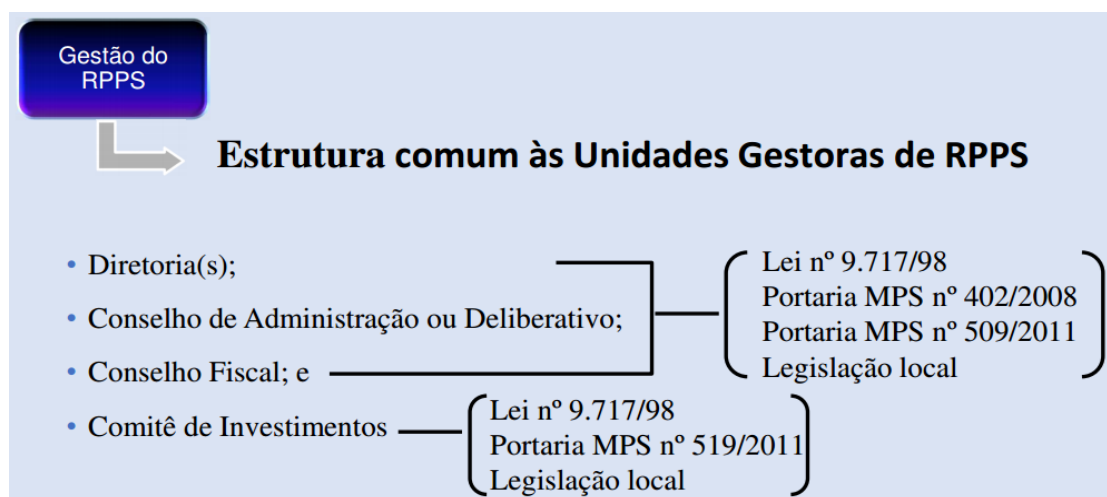 Gestão do
RPPS
Estrutura comum às Unidades Gestoras de RPPS
• Diretoria(s);
• Conselho de Administração ou Deliberativo;
• Conselho Fiscal; e
Lei nº 9.717/98
Portaria MPS nº 402/2008
Portaria MPS nº 509/2011
Legislação local
• Comitê de Investimentos
Lei nº 9.717/98
Portaria MPS nº 519/2011
Legislação local